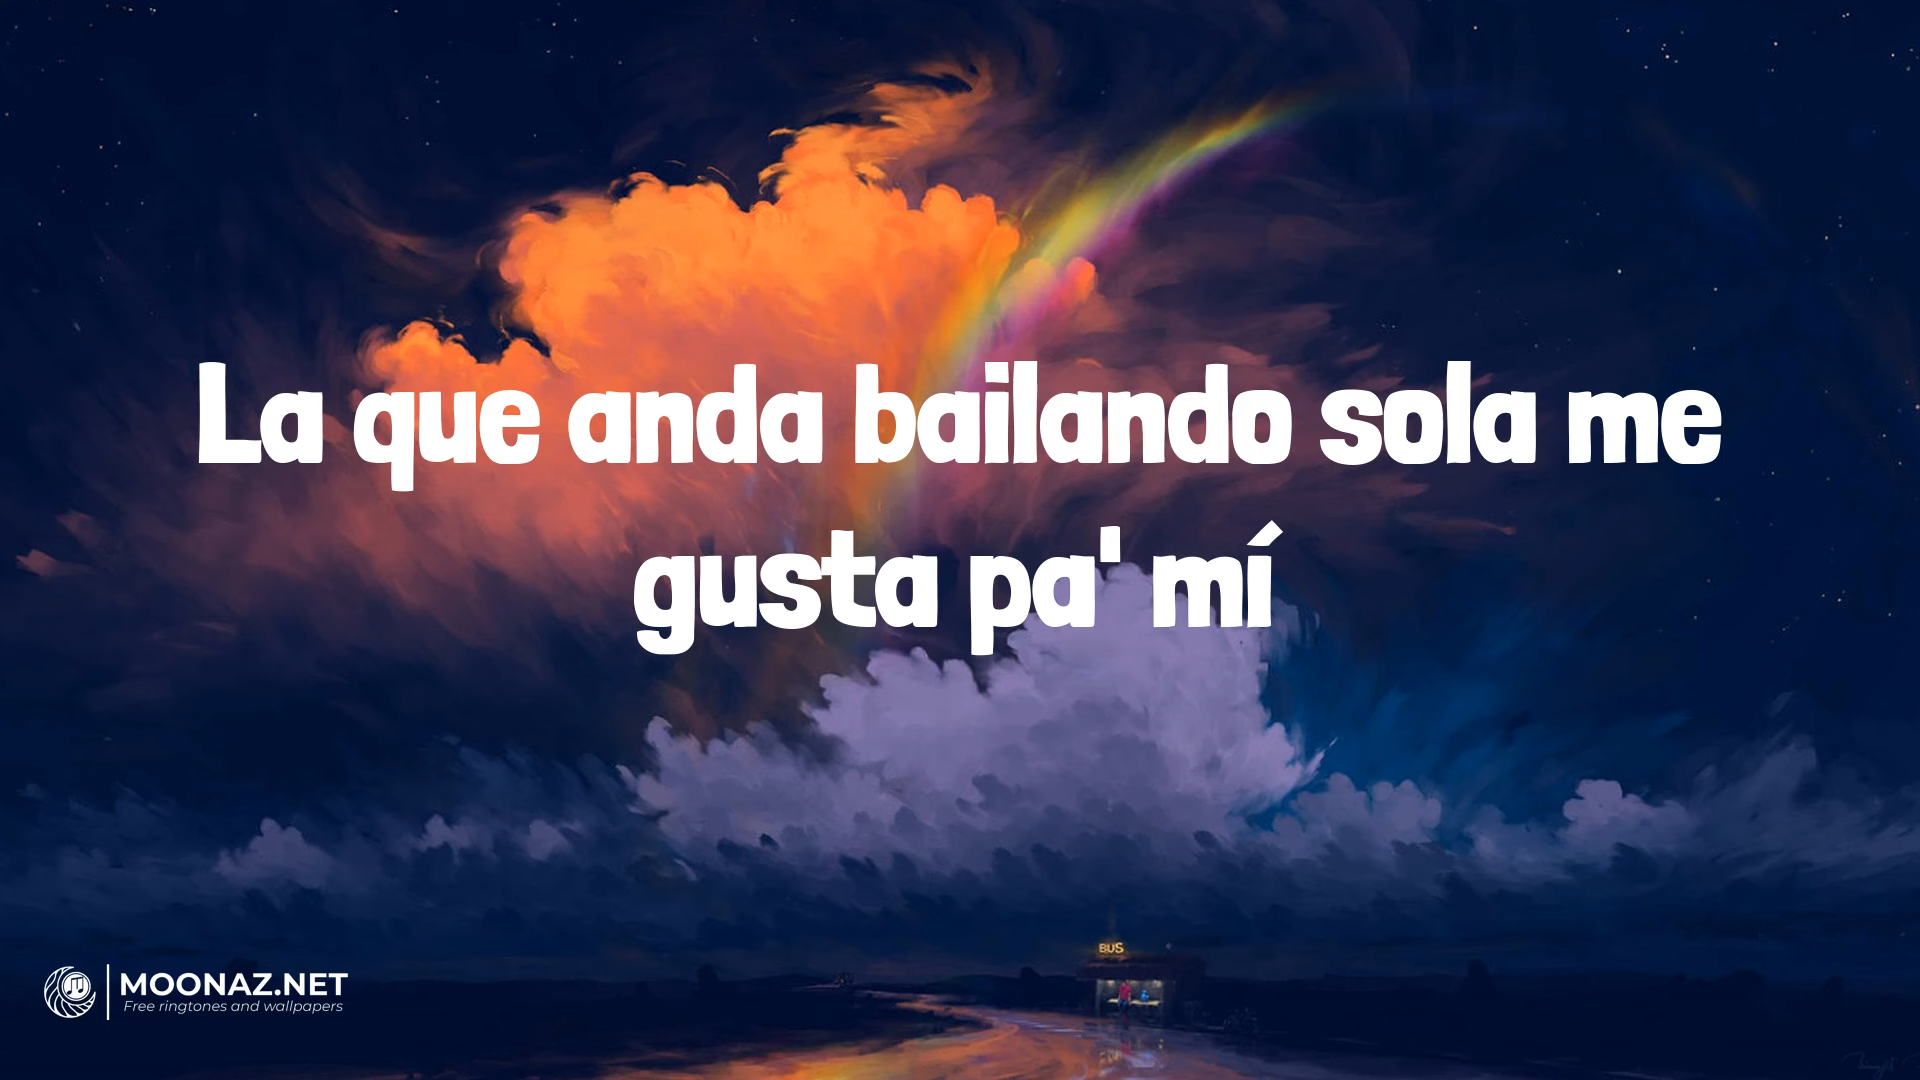 La que anda bailando sola me
gusta pa' mí
BUS
MOONAZ.NET
Free ringtones and wallpapers